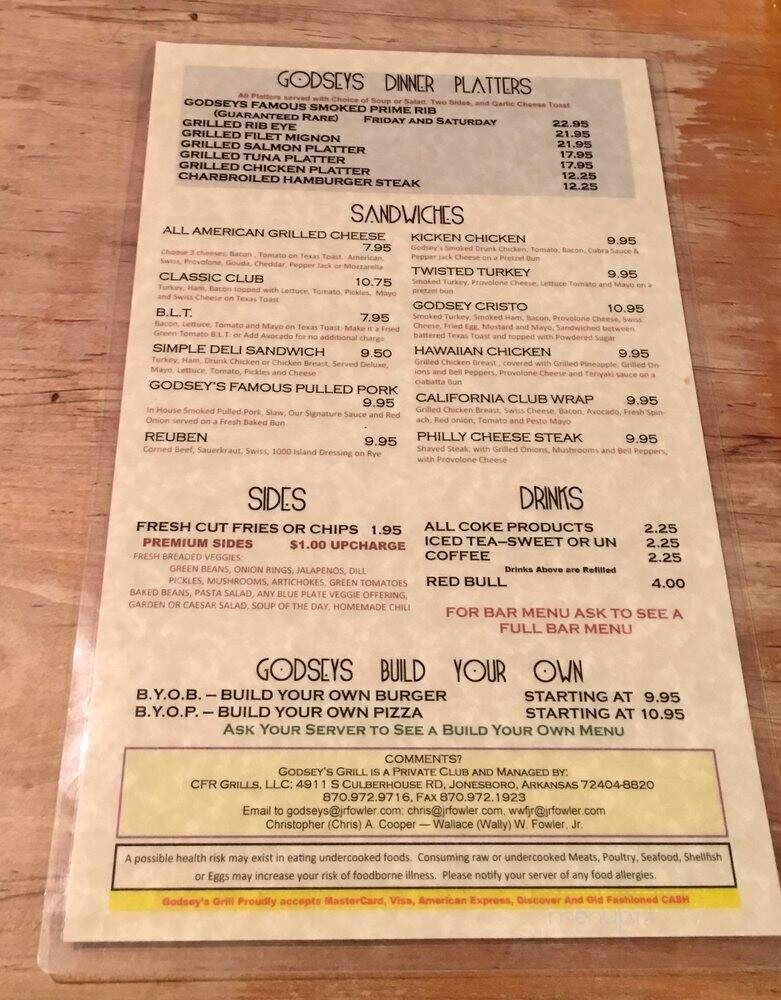 GODSEYS DINNER PLATTERS
All Platters served with Choice of Soup or Salad, Two Sides, and Garlic Cheese Toast
GODSEYS FAMOUS SMOKED PRIME RIB
(GUARANTEED RARE) FRIDAY AND SATURDAY 22.95
GRILLED RIB EYE 21.95
GRILLED FILET MIGNON 21.95
GRILLED SALMON PLATTER 17.95
GRILLED TUNA PLATTER 17.95
GRILLED CHICKEN PLATTER 12.25
CHARBROILED HAMBURGER STEAK 12.25
SANDWICHES
ALL AMERICAN GRILLED CHEESE
7.95
Choose 3 cheeses, Bacon , Tomato on Texas Toast. American,
Swiss, Provolone, Gouda, Cheddar, Pepper Jack or Mozzarella
CLASSIC CLUB 10.75
Turkey, Ham, Bacon topped with Lettuce, Tomato, Pickles, Mayo
and Swiss Cheese on Texas Toast
B.L.T. 7.95
Bacon, Lettuce, Tomato and Mayo on Texas Toast. Make it a Fried
Green Tomato B.L.T. or Add Avocado for no additional charge
SIMPLE DELI SANDWICH 9.50
Turkey, Ham, Drunk Chicken or Chicken Breast, Served Deluxe,
Mayo, Lettuce, Tomato, Pickles and Cheese
GODSEY'S FAMOUS PULLED PORK
9.95
In House Smoked Pulled Pork, Slaw, Our Signature Sauce and Red
Onion served on a Fresh Baked Bun
REUBEN 9.95
Corned Beef, Sauerkraut, Swiss, 1000 Island Dressing on Rye
KICKEN CHICKEN 9.95
Godsey's Smoked Drunk Chicken, Tomato, Bacon, Cobra Sauce &
Pepper Jack Cheese on a Pretzel Bun
TWISTED TURKEY 9.95
Smoked Turkey, Provolone Cheese, Lettuce Tomato and Mayo on a
pretzel bun
GODSEY CRISTO 10.95
Smoked Turkey, Smoked Ham, Bacon, Provolone Cheese, Swiss
Cheese, Fried Egg, Mustard and Mayo, Sandwiched between
battered Texas Toast and topped with Powdered Sugar
HAWAIIAN CHICKEN 9.95
Grilled Chicken Breast , covered with Grilled Pineapple, Grilled On-
ions and Bell Peppers, Provolone Cheese and Teriyaki sauce on a
ciabatta Bun
CALIFORNIA CLUB WRAP 9.95
Grilled Chicken Breast, Swiss Cheese, Bacon, Avocado, Fresh Spin-
ach, Red onion, Tomato and Pesto Mayo
PHILLY CHEESE STEAK 9.95
Shaved Steak, with Grilled Onions, Mushrooms and Bell Peppers,
with Provolone Cheese
SIDES
FRESH CUT FRIES OR CHIPS 1.95
PREMIUM SIDES $1.00 UPCHARGE
FRESH BREADED VEGGIES:
GREEN BEANS, ONION RINGS, JALAPENOS, DILL
PICKLES, MUSHROOMS, ARTICHOKES, GREEN TOMATOES
BAKED BEANS, PASTA SALAD, ANY BLUE PLATE VEGGIE OFFERING,
GARDEN OR CAESAR SALAD, SOUP OF THE DAY, HOMEMADE CHILI
DRINKS
ALL COKE PRODUCTS 2.25
ICED TEA–SWEET OR UN 2.25
COFFEE 2.25
Drinks Above are Refilled
RED BULL 4.00
FOR BAR MENU ASK TO SEE A
FULL BAR MENU
GODSEYS BUILD YOUR OWN
B.Y.O.B. – BUILD YOUR OWN BURGER STARTING AT 9.95
B.Y.O.P. – BUILD YOUR OWN PIZZA STARTING AT 10.95
ASK YOUR SERVER TO SEE A BUILD YOUR OWN MENU
COMMENTS?
GODSEY'S GRILL IS A PRIVATE CLUB AND MANAGED BY:
CFR GRILLS, LLC; 4911 S CULBERHOUSE RD, JONESBORO, ARKANSAS 72404-8820
870.972.9716, FAX 870.972.1923
Email to godseys@jrfowler.com; chris@jrfowler.com, wwfjr@jrfowler.com
Christopher (Chris) A. Cooper — Wallace (Wally) W. Fowler, Jr.
A possible health risk may exist in eating undercooked foods. Consuming raw or undercooked Meats, Poultry, Seafood, Shellfish
or Eggs may increase your risk of foodborne illness. Please notify your server of any food allergies.
Godsey's Grill Proudly accepts MasterCard, Visa, American Express, Discover And Old Fashioned CASH